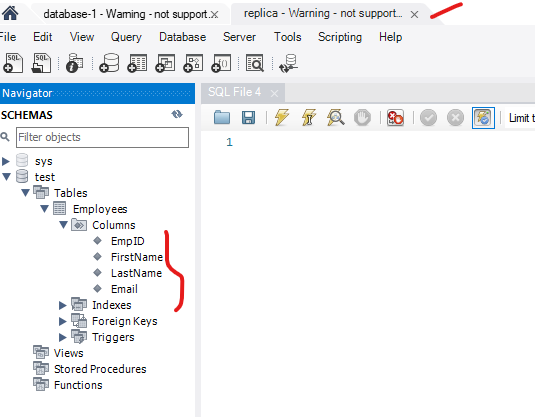 database-1 - Warning - not support... replica - Warning - not support...
File Edit View Query Database Server Tools Scripting Help
Navigator SQL File 4
SCHEMAS
Filter objects Limit t
1
sys
test
Tables
Employees
Columns
EmpID
FirstName
LastName
Email
Indexes
Foreign Keys
Triggers
Views
Stored Procedures
Functions